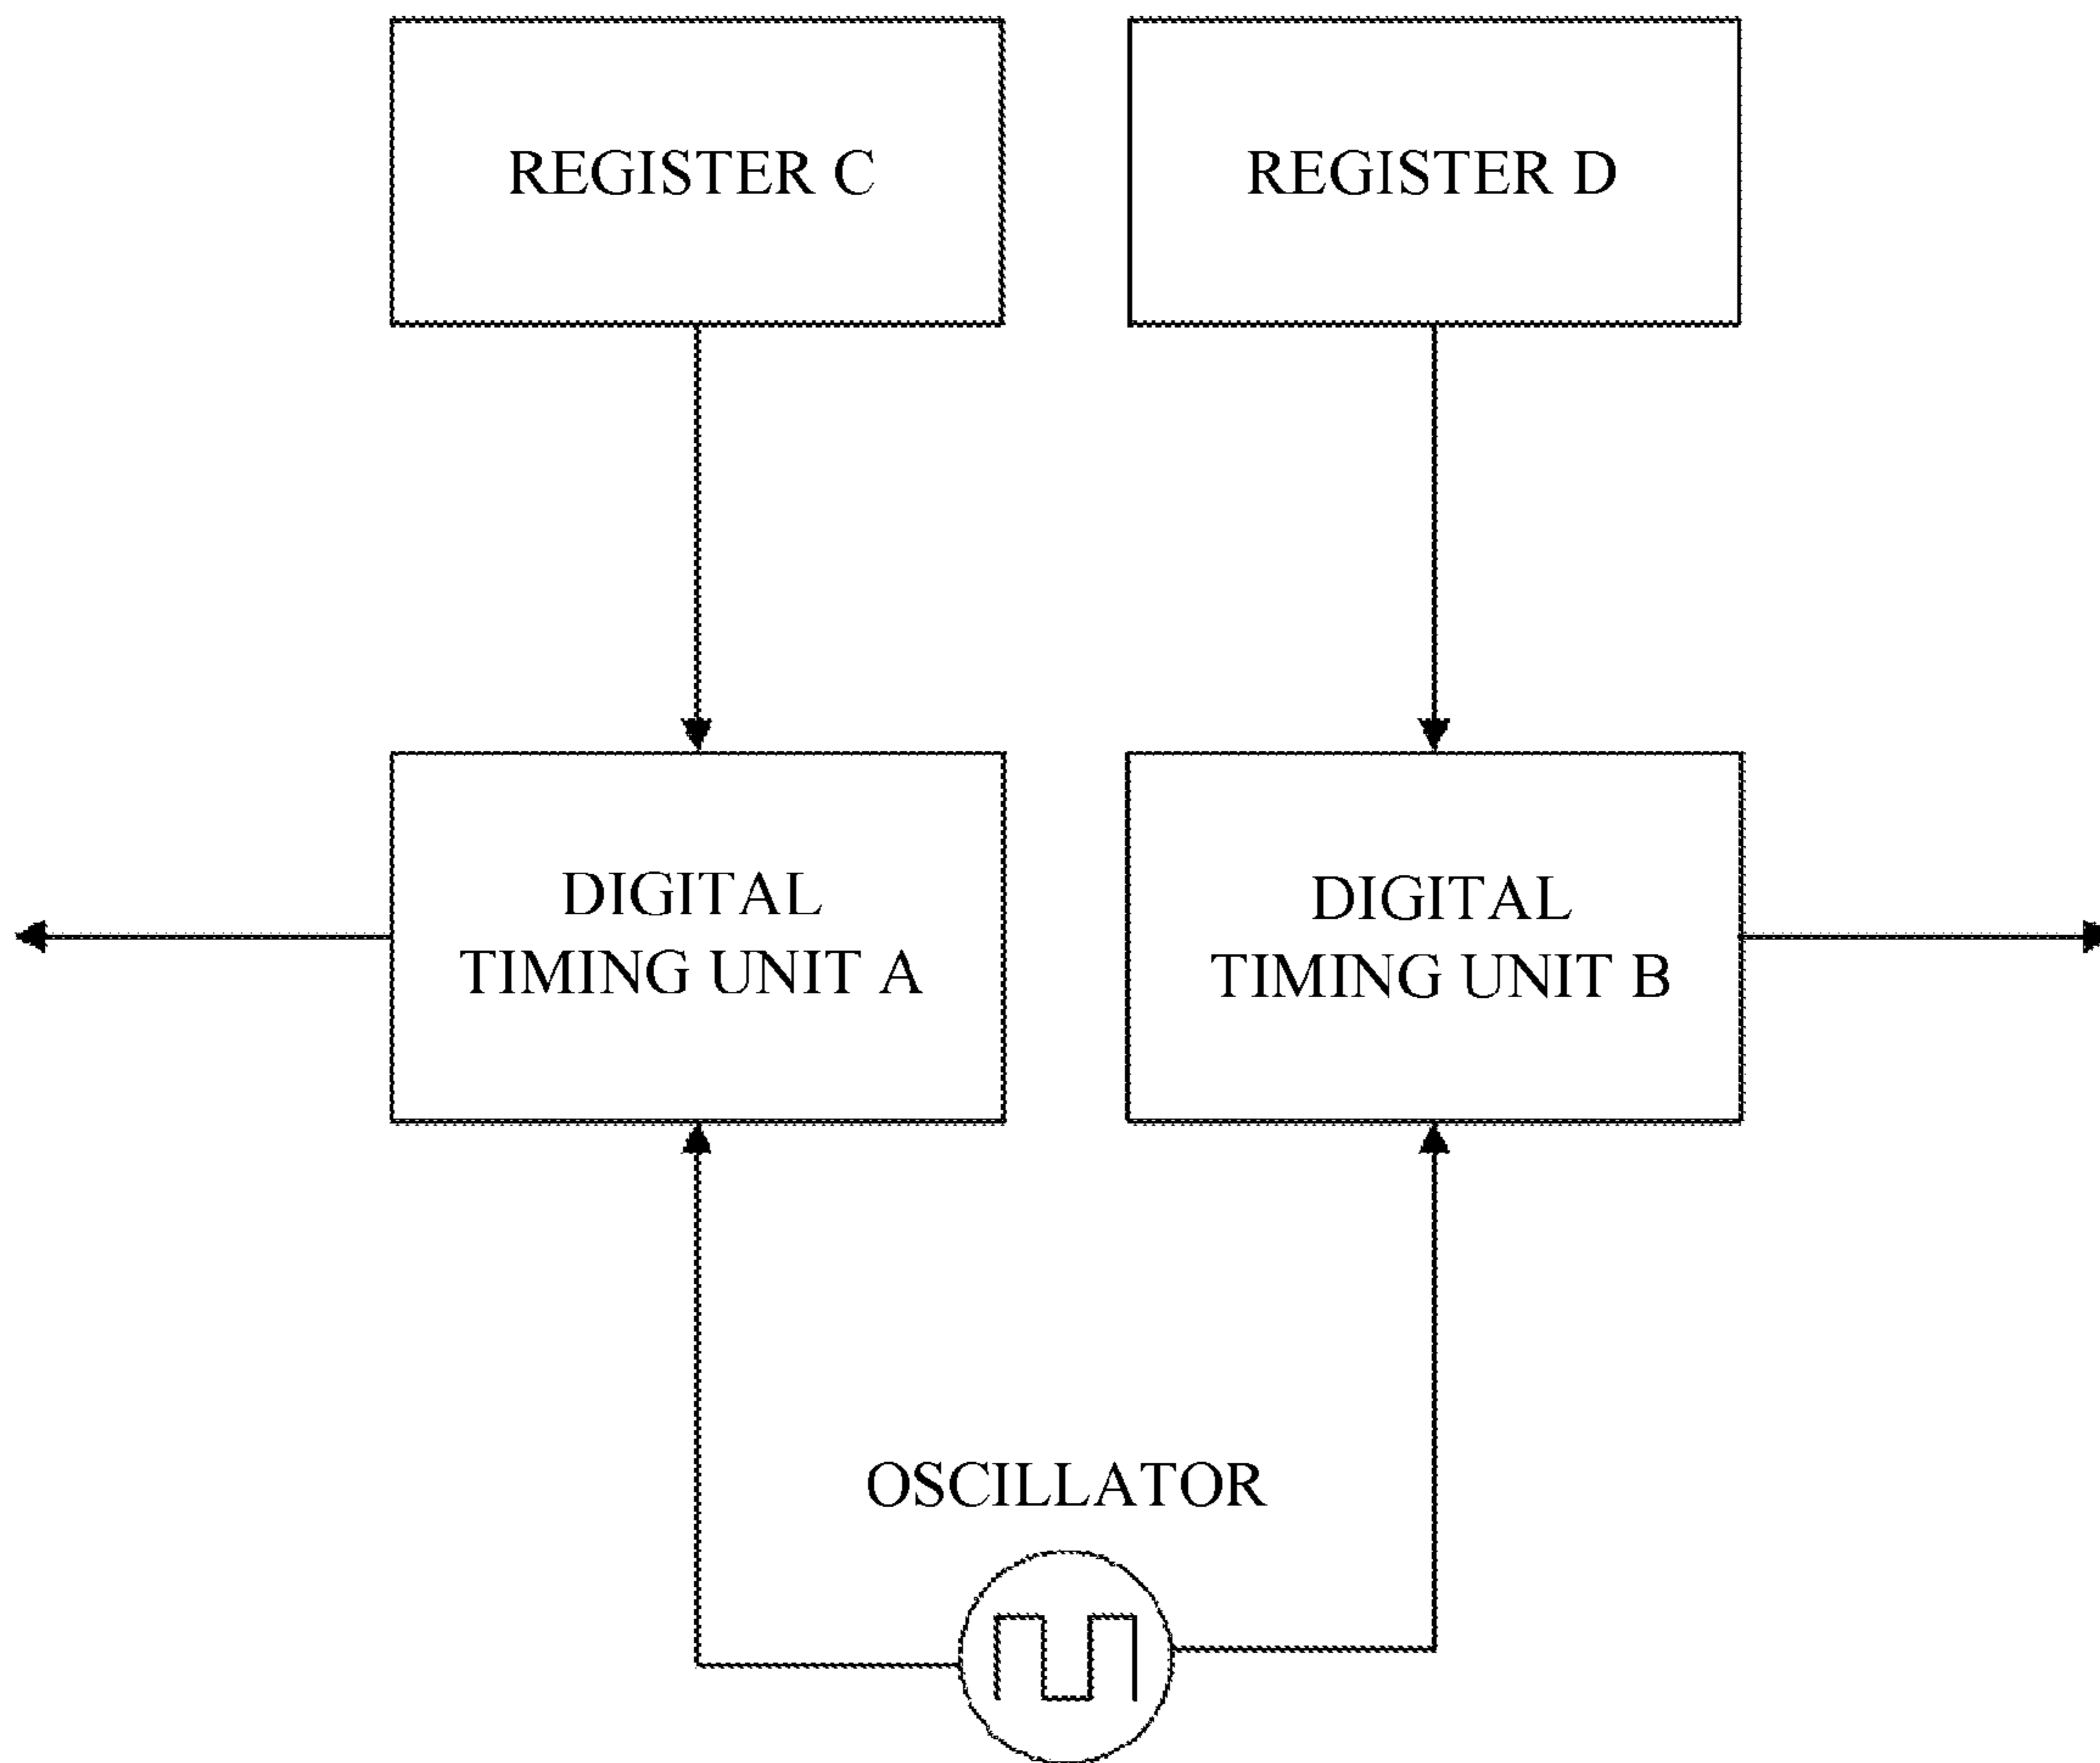 REGISTER C
REGISTER D
DIGITAL
TIMING UNIT A
DIGITAL
TIMING UNIT B
OSCILLATOR